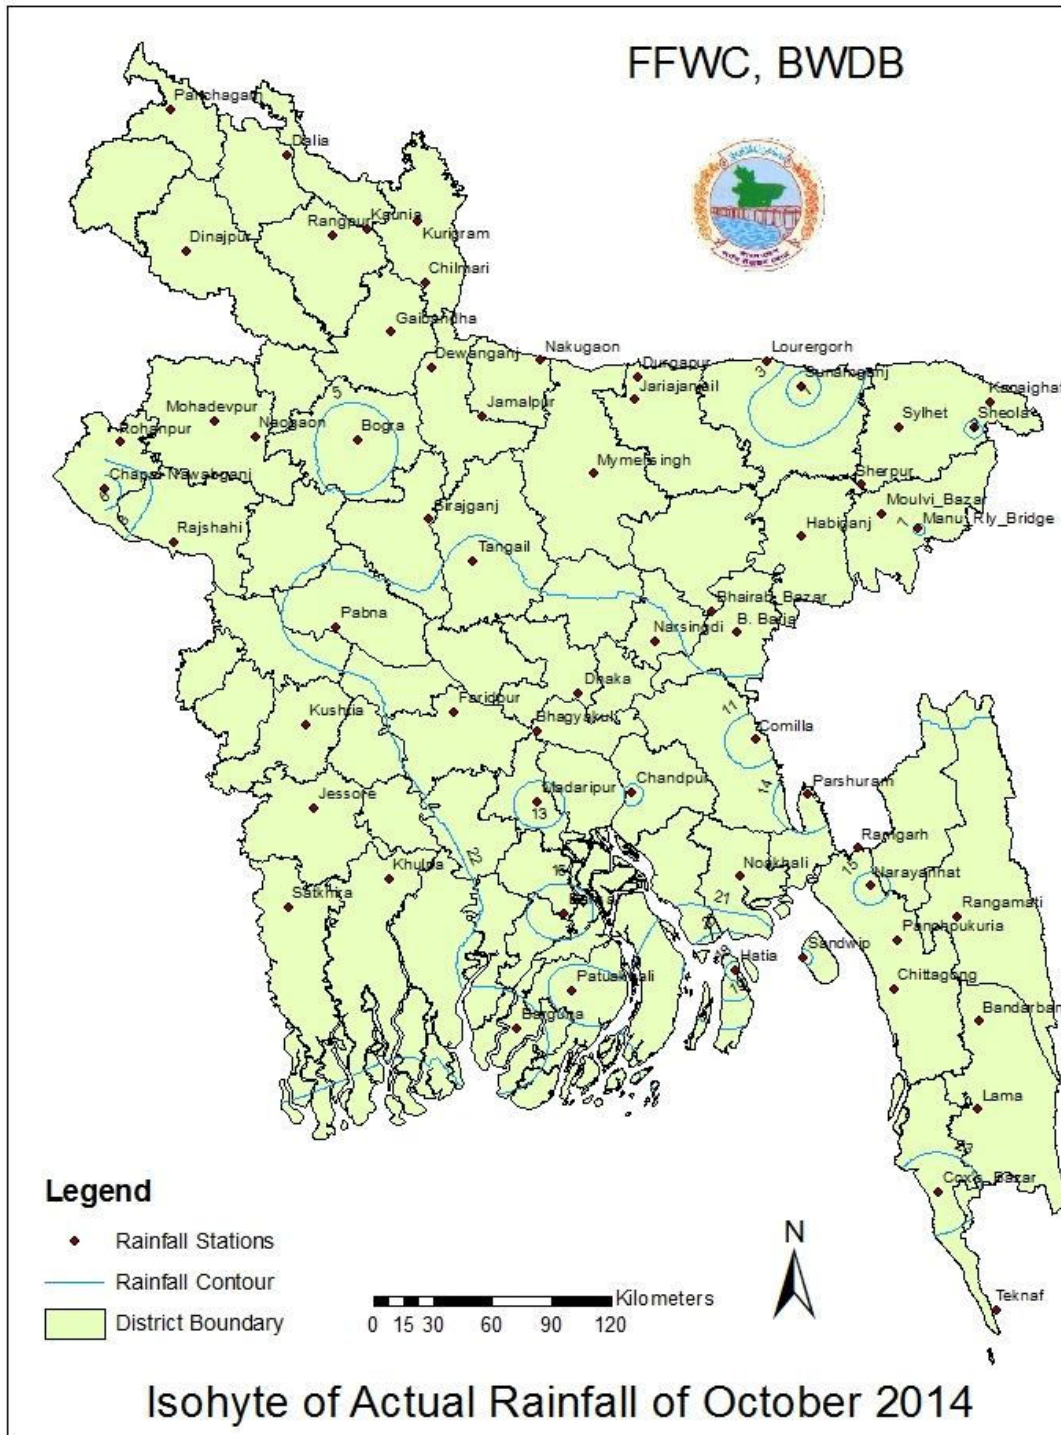 FFWC, BWDB
Panchagarh
Dalia
Kaunia
Rangpur
Kurigram
Dinajpur
Chilmari
Gaibandha
Nakugaon
Lourergorh
Dewanganj
Durgapur
3
Sunamganj
7
5
Jariajanjail
Kanaighat
Mohadevpur
Jamalpur
Sylhet
Sheola
Rohanpur
Naogaon
Bogra
Chapai-Nawabganj
Mymensingh
Sherpur
Moulvi_Bazar
Sirajganj
Rajshahi
Habiganj
7
Manu_Rly_Bridge
Tangail
Bhairab_Bazar
Pabna
Narsingdi
B. Baria
Dhaka
Faridpur
11
Kushtia
Bhagyakul
Comilla
Madaripur
Chandpur
14
Parshuram
Jessore
13
Ramgarh
22
15
Khulna
Noakhali
Narayanhat
Satkhira
21
Rangamati
Panchpukuria
Hatia
Sandwip
Patuakhali
19
Chittagong
Barguna
Bandarban
Lama
Cox's_Bazar
Teknaf
Legend
Rainfall Stations
Rainfall Contour
District Boundary
N
Kilometers
0 15 30 60 90 120
Isohyte of Actual Rainfall of October 2014